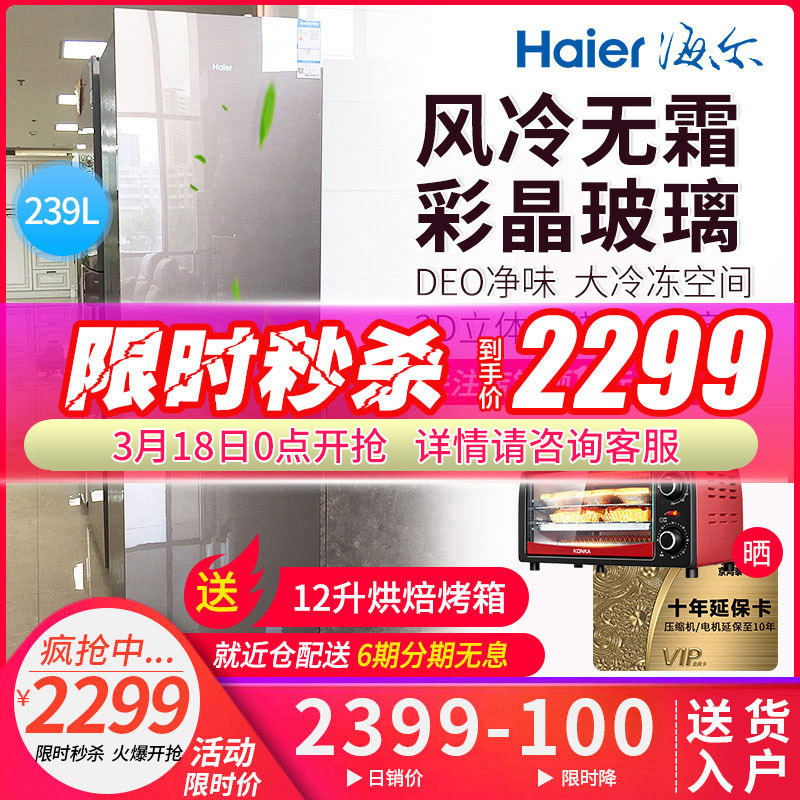 Haier 海尔
Haier
风冷无霜
彩晶玻璃
239L
DEO净味 大冷冻空间
限时秒杀 到手价 2299
3月18日0点开抢 详情请咨询客服
KONKA
晒
送 12升烘焙烤箱
十年延保卡
压缩机/电机延保至10年
VIP
就近仓配送 6期分期无息
疯抢中...
¥2299
限时秒杀 火爆开抢
活动
限时价
2399-100
日销价 限时降
送货
入户